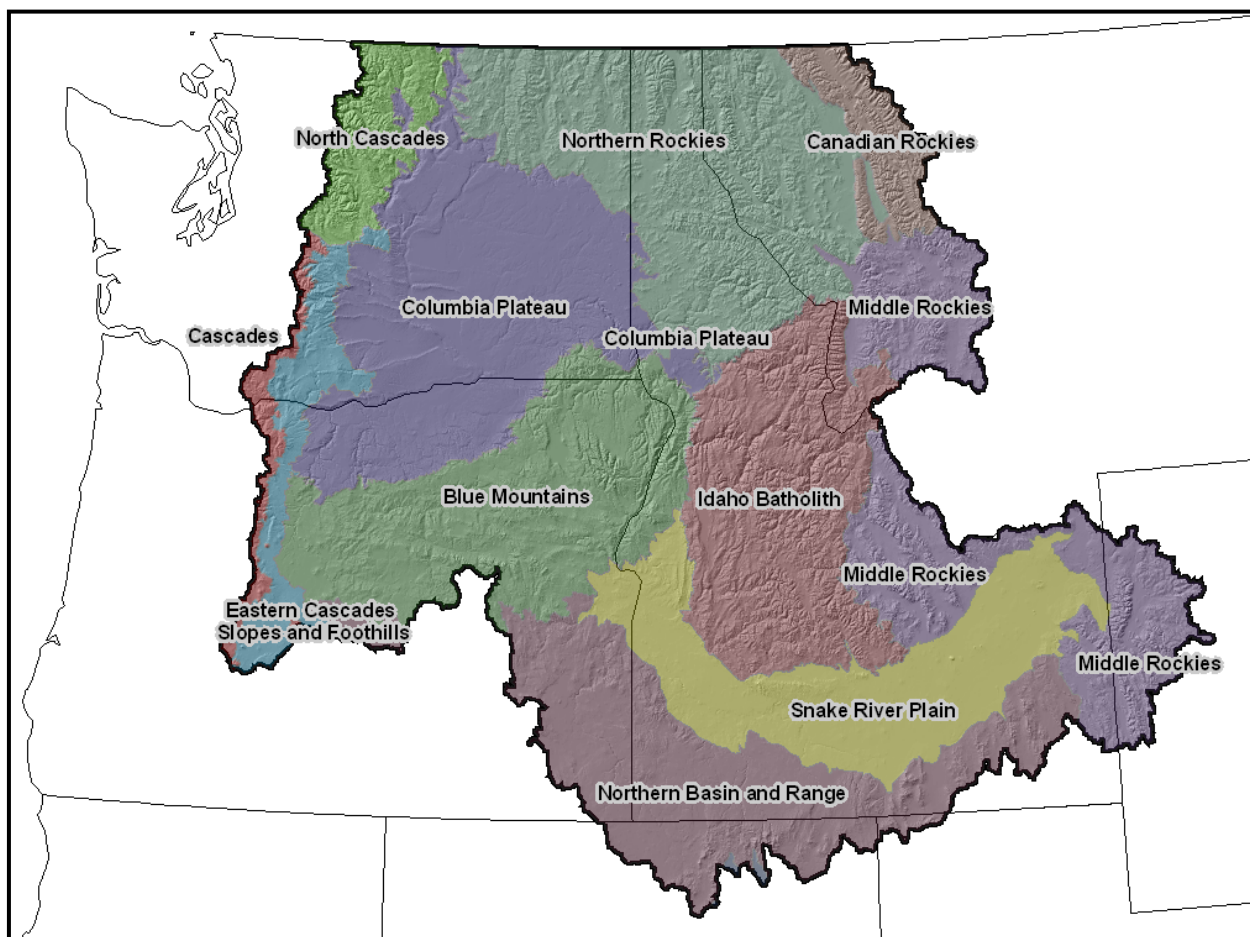 North Cascades
Northern Rockies
Canadian Rockies
Columbia Plateau
Middle Rockies
Cascades
Columbia Plateau
Blue Mountains
Idaho Batholith
Middle Rockies
Eastern Cascades
Slopes and Foothills
Middle Rockies
Snake River Plain
Northern Basin and Range